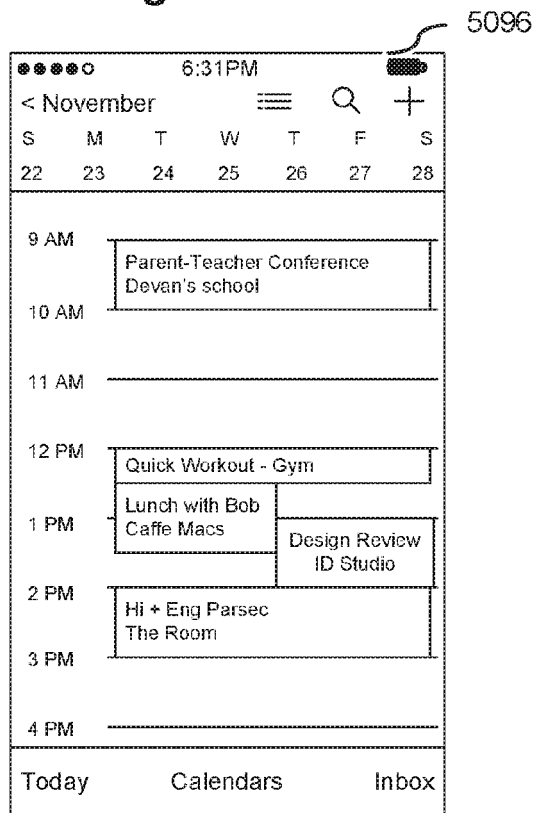 5096
6:31PM
< November
S M T W T F S
22 23 24 25 26 27 28
9 AM
Parent-Teacher Conference
Devan's school
10 AM
11 AM
12 PM
Quick Workout - Gym
Lunch with Bob
Caffe Macs
1 PM
Design Review
ID Studio
2 PM
Hi + Eng Parsec
The Room
3 PM
4 PM
Today Calendars Inbox